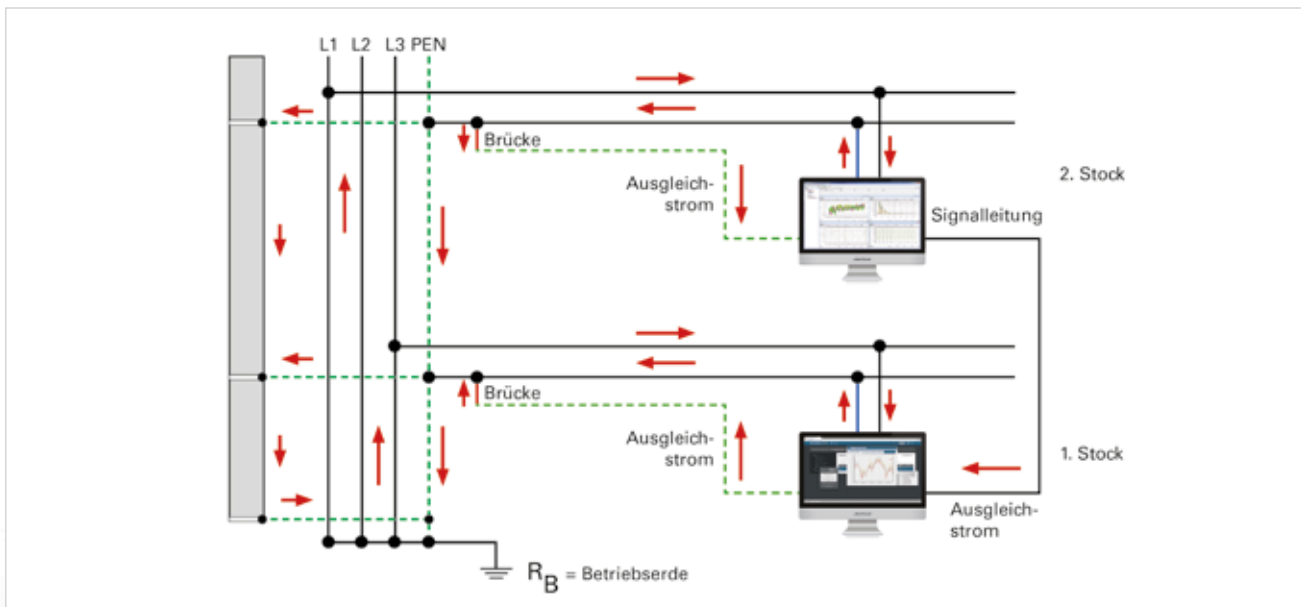 L1 L2 L3 PEN
Brücke
Ausgleich-
strom
2. Stock
Signalleitung
Brücke
Ausgleich-
strom
1. Stock
Ausgleich-
strom
RB = Betriebserde